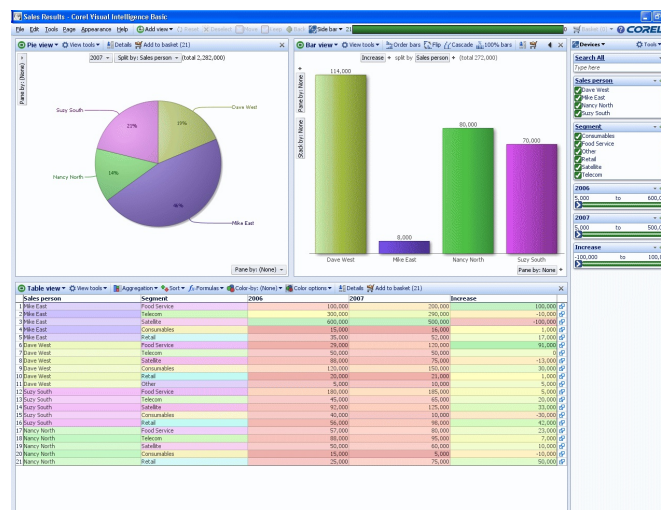 Sales Results - Corel Visual Intelligence Basic
File Edit Tools Page Appearance Help Add view Reset Deselect Move Loop Back Side bar 21 0 Basket (0) COREL
Pie view View tools Details Add to basket (21)
2007 Split by: Sales person (total 2,282,000)
Pane by: (None)
Suzy South
Dave West
23%
19%
14%
Nancy North
Mike East
Pane by: (None)
Bar view View tools Order bars Flip Cascade 100% bars
Increase split by Sales person (total 272,000)
Pane by: None
Stack by: None
114,000
80,000
70,000
8,000
Dave West Mike East Nancy North Suzy South
Pane by: None
Devices Tools
Search All
Type here
Sales person
Dave West
Mike East
Nancy North
Suzy South
Segment
Consumables
Food Service
Other
Retail
Satellite
Telecom
2006
5,000 to 600,0
2007
5,000 to 500,0
Increase
-100,000 to 100,0
Table view View tools Aggregation Sort Formulas Color-by: (None) Color options Details Add to basket (21)
Sales person Segment 2006 2007 Increase
1 Mike East Food Service 100,000 200,000 100,000
2 Mike East Telecom 300,000 290,000 -10,000
3 Mike East Satellite 600,000 500,000 -100,000
4 Mike East Consumables 15,000 16,000 1,000
5 Mike East Retail 35,000 52,000 17,000
6 Dave West Food Service 29,000 120,000 91,000
7 Dave West Telecom 50,000 50,000 0
8 Dave West Satellite 88,000 75,000 -13,000
9 Dave West Consumables 120,000 150,000 30,000
10 Dave West Retail 20,000 21,000 1,000
11 Dave West Other 5,000 10,000 5,000
12 Suzy South Food Service 180,000 185,000 5,000
13 Suzy South Telecom 45,000 65,000 20,000
14 Suzy South Satellite 92,000 125,000 33,000
15 Suzy South Consumables 40,000 10,000 -30,000
16 Suzy South Retail 56,000 98,000 42,000
17 Nancy North Food Service 57,000 80,000 23,000
18 Nancy North Telecom 88,000 95,000 7,000
19 Nancy North Satellite 50,000 60,000 10,000
20 Nancy North Consumables 15,000 5,000 -10,000
21 Nancy North Retail 25,000 75,000 50,000